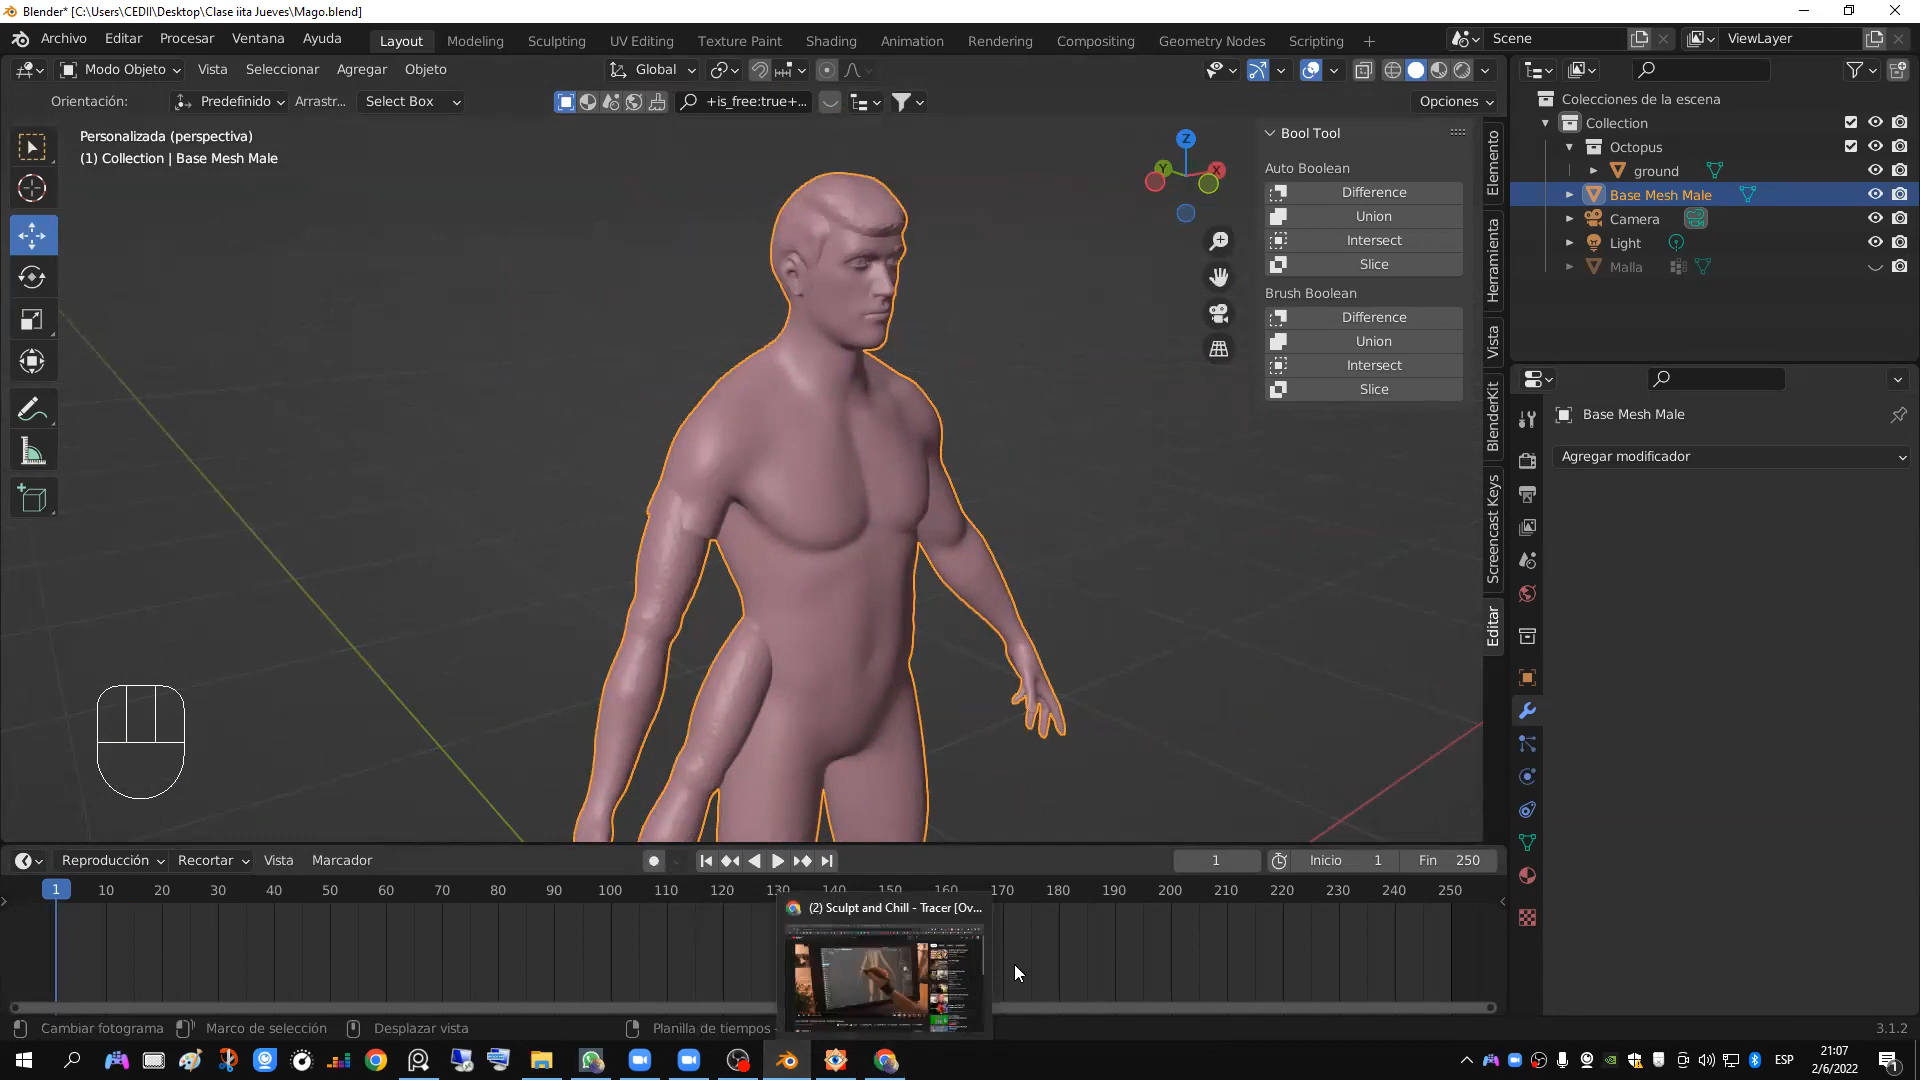 Blender* [C:\Users\CEDII\Desktop\Clase iita Jueves\Mago.blend]
Archivo Editar Procesar Ventana Ayuda
Layout Modeling Sculpting UV Editing Texture Paint Shading Animation Rendering Compositing Geometry Nodes Scripting
Scene
ViewLayer
Modo Objeto Vista Seleccionar Agregar Objeto
Global
Orientación: Predefinido Arrastr... Select Box
+is_free:true+...
Opciones
Personalizada (perspectiva)
(1) Collection | Base Mesh Male
Z
Y
X
Bool Tool
Auto Boolean
Difference
Union
Intersect
Slice
Brush Boolean
Difference
Union
Intersect
Slice
Elemento
Herramienta
Vista
BlenderKit
Screencast Keys
Editar
Colecciones de la escena
Collection
Octopus
ground
Base Mesh Male
Camera
Light
Malla
Base Mesh Male
Agregar modificador
Reproducción Recortar Vista Marcador
1
Inicio 1
Fin 250
1 10 20 30 40 50 60 70 80 90 100 110 120 130 140 150 160 170 180 190 200 210 220 230 240 250
(2) Sculpt and Chill - Tracer [Ov...
Cambiar fotograma
Marco de selección
Desplazar vista
Planilla de tiempos
3.1.2
ESP
21:07
2/6/2022
1